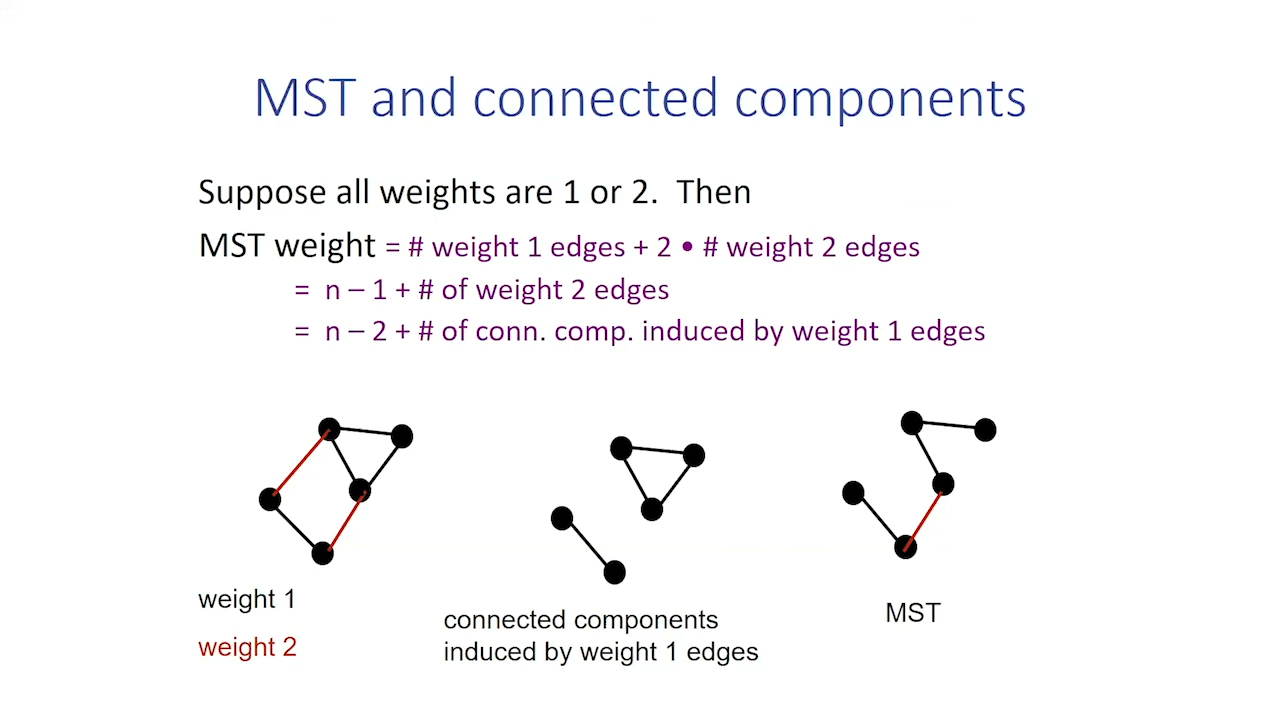 MST and connected components
Suppose all weights are 1 or 2. Then
MST weight = # weight 1 edges + 2 • # weight 2 edges
= n – 1 + # of weight 2 edges
= n – 2 + # of conn. comp. induced by weight 1 edges
weight 1
weight 2
connected components
induced by weight 1 edges
MST